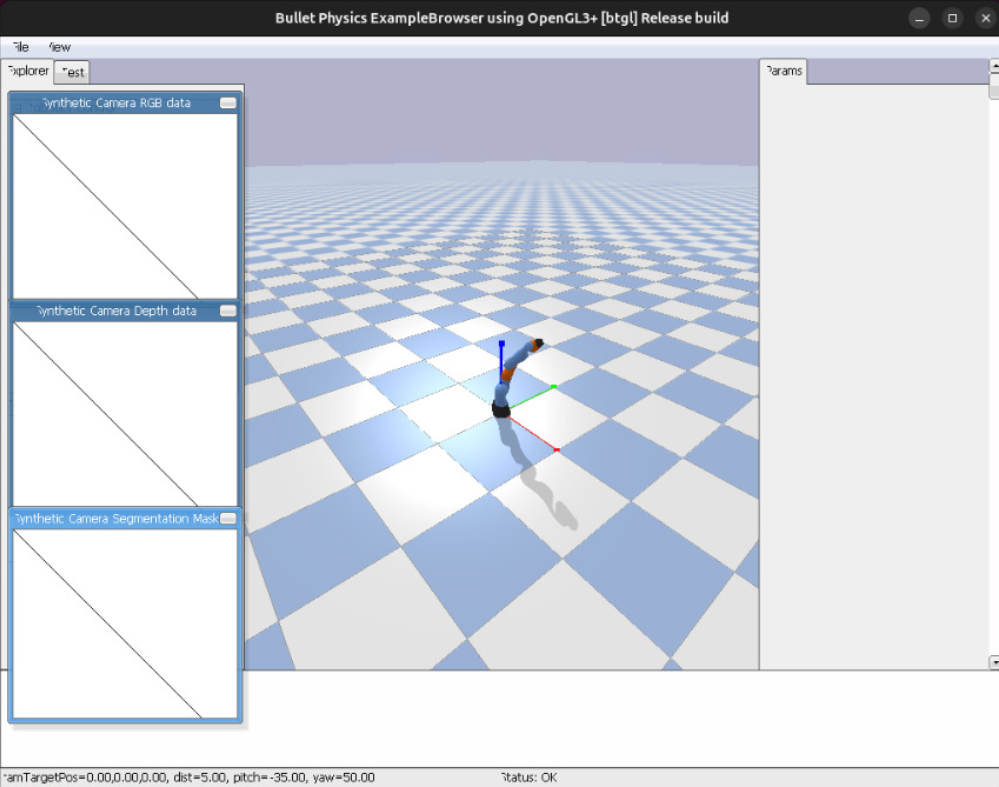 Bullet Physics ExampleBrowser using OpenGL3+ [btgl] Release build
File View
Explorer Test
Params
Synthetic Camera RGB data
Synthetic Camera Depth data
Synthetic Camera Segmentation Mask
camTargetPos=0.00,0.00,0.00, dist=5.00, pitch=-35.00, yaw=50.00
Status: OK